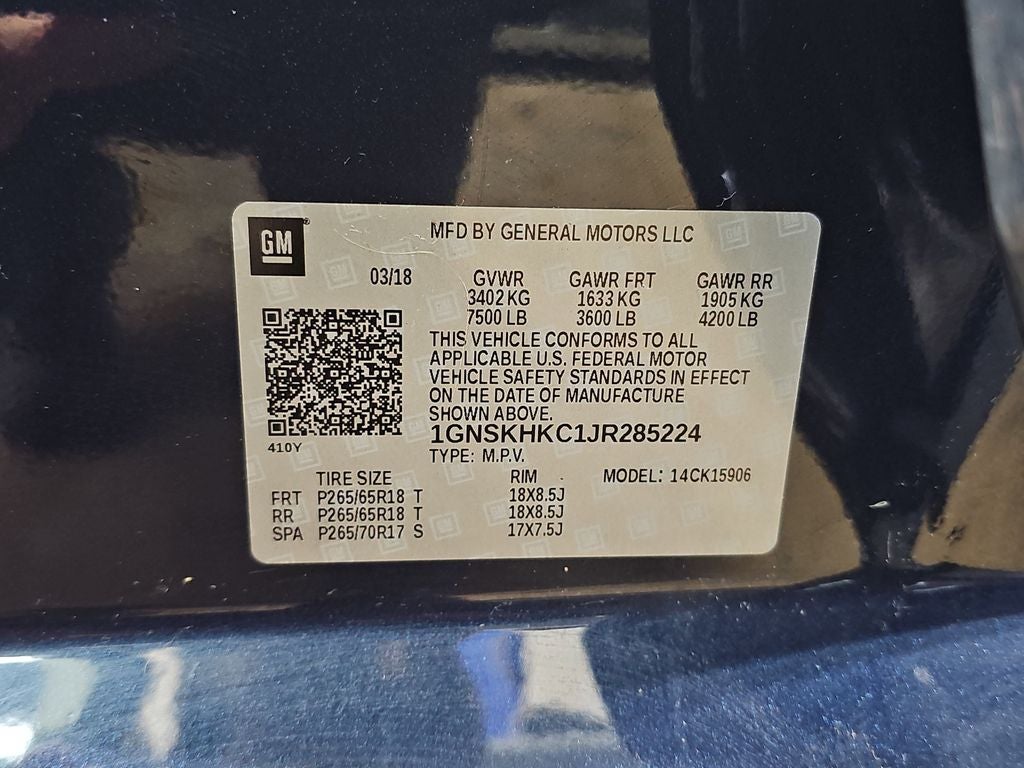 GM
MFD BY GENERAL MOTORS LLC
03/18 GVWR GAWR FRT GAWR RR
3402 KG 1633 KG 1905 KG
7500 LB 3600 LB 4200 LB
THIS VEHICLE CONFORMS TO ALL
APPLICABLE U.S. FEDERAL MOTOR
VEHICLE SAFETY STANDARDS IN EFFECT
ON THE DATE OF MANUFACTURE
SHOWN ABOVE.
410Y
1GNSKHKC1JR285224
TYPE: M.P.V.
TIRE SIZE RIM MODEL: 14CK15906
FRT P265/65R18 T 18X8.5J
RR P265/65R18 T 18X8.5J
SPA P265/70R17 S 17X7.5J